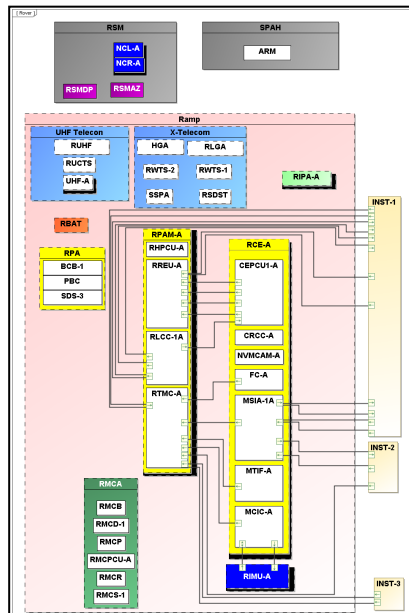 [ Rover ]
RSM
NCL-A
NCR-A
RSMDP
RSMAZ
SPAH
ARM
Ramp
UHF Telecon
RUHF
RUCTS
UHF-A
X-Telecom
HGA
RLGA
RWTS-2
RWTS-1
SSPA
RSDST
RIPA-A
INST-1
RBAT
RPA
BCB-1
PBC
SDS-3
RPAM-A
RHPCU-A
RREU-A
RLCC-1A
RTMC-A
RCE-A
CEPCU1-A
CRCC-A
NVMCAM-A
FC-A
MSIA-1A
MTIF-A
MCIC-A
INST-2
RMCA
RMCB
RMCD-1
RMCP
RMCPCU-A
RMCR
RMCS-1
RIMU-A
INST-3